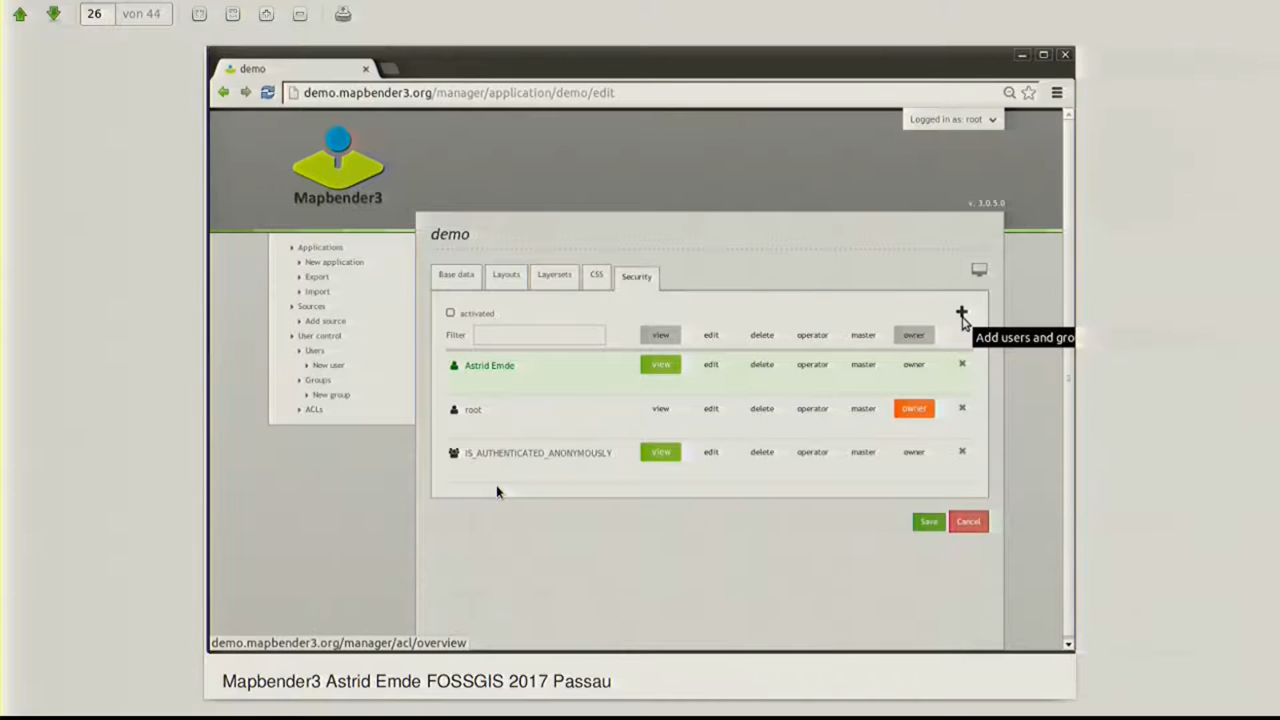 26 von 44
demo
demo.mapbender3.org/manager/application/demo/edit
Logged in as: root
Mapbender3
v. 3.0.5.0
Applications
New application
Export
Import
Sources
Add source
User control
Users
New user
Groups
New group
ACLs
demo
Base data Layouts Layersets CSS Security
activated
Filter view edit delete operator master owner
Add users and gro
Astrid Emde view edit delete operator master owner
root view edit delete operator master owner
IS_AUTHENTICATED_ANONYMOUSLY view edit delete operator master owner
Save Cancel
demo.mapbender3.org/manager/acl/overview
Mapbender3 Astrid Emde FOSSGIS 2017 Passau